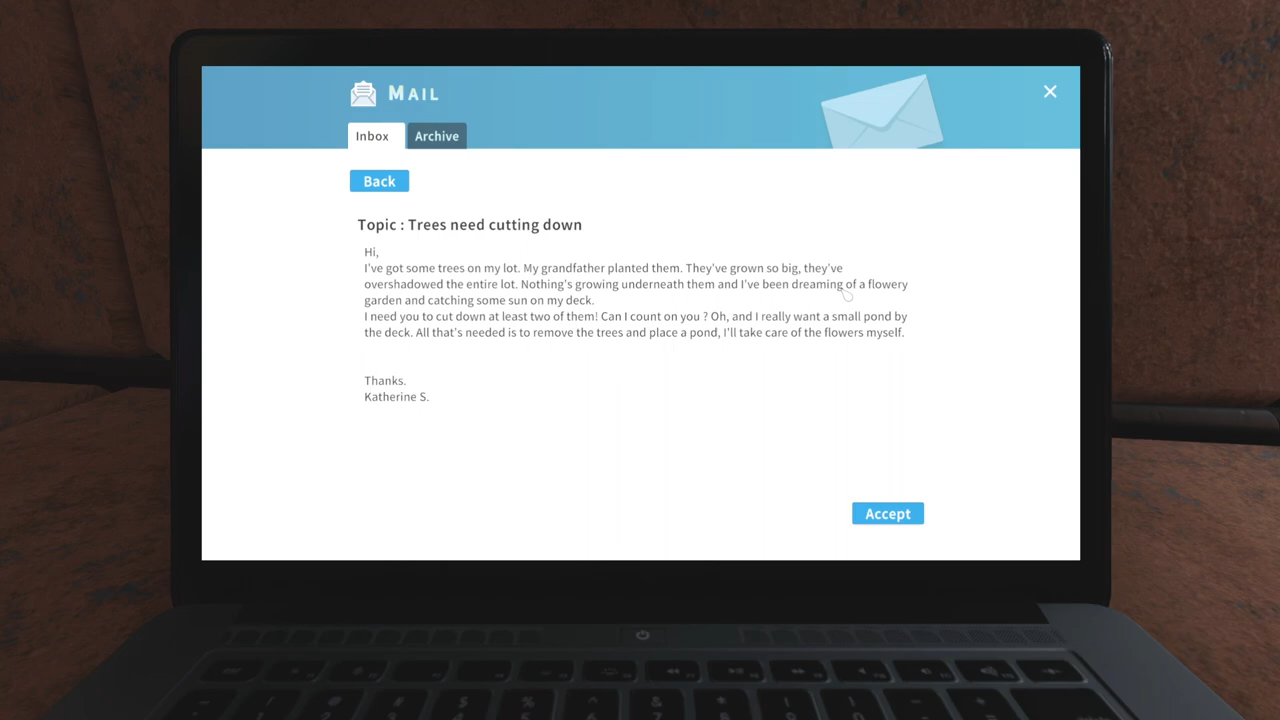 MAIL
Inbox
Archive
Back
Topic : Trees need cutting down
Hi,
I've got some trees on my lot. My grandfather planted them. They've grown so big, they've
overshadowed the entire lot. Nothing's growing underneath them and I've been dreaming of a flowery
garden and catching some sun on my deck.
I need you to cut down at least two of them! Can I count on you ? Oh, and I really want a small pond by
the deck. All that's needed is to remove the trees and place a pond, I'll take care of the flowers myself.
Thanks.
Katherine S.
Accept